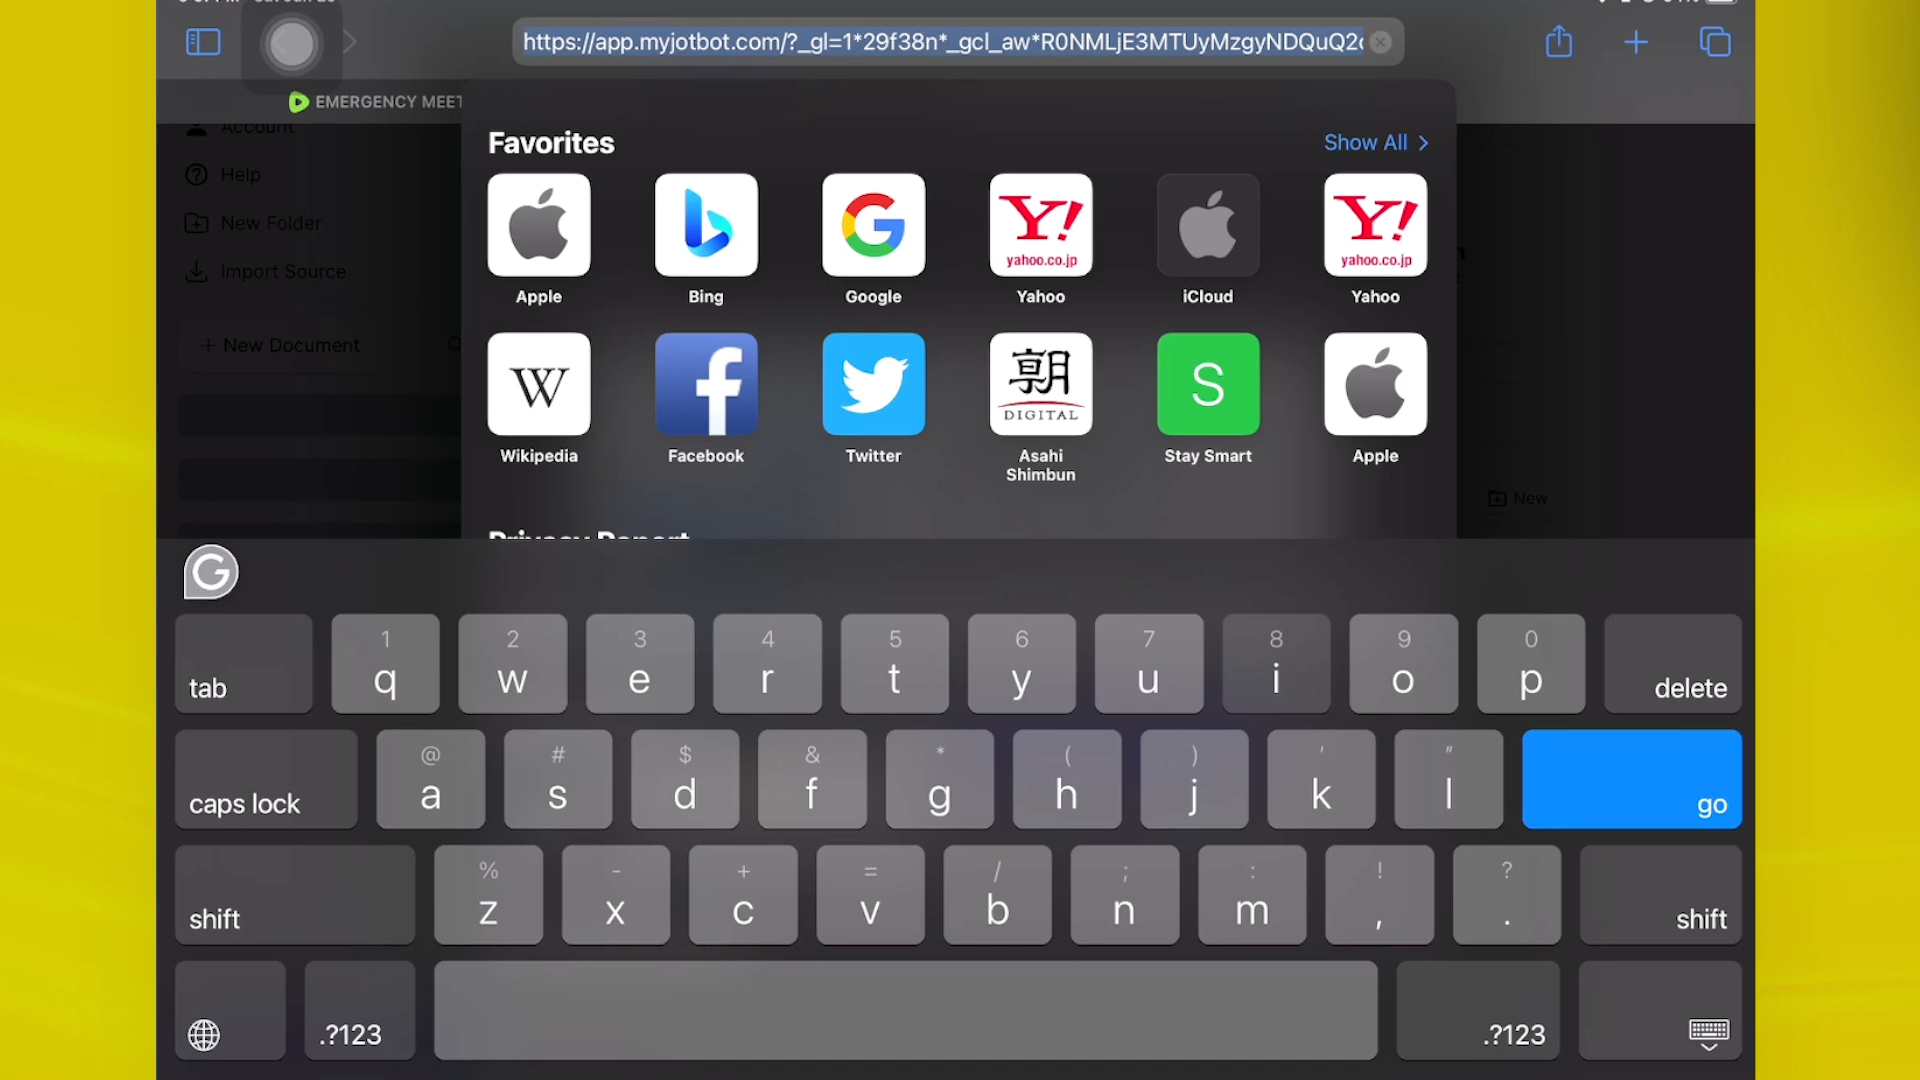 https://app.myjotbot.com/?_gl=1*29f38n*_gcl_aw*R0NMLjE3MTUyMzgyNDQuQ2
EMERGENCY MEET
Account
Help
New Folder
Import Source
+ New Document
Favorites
Show All >
Apple
Bing
Google
Y! yahoo.co.jp
Yahoo
iCloud
Y! yahoo.co.jp
Yahoo
W
Wikipedia
Facebook
Twitter
朝
DIGITAL
Asahi
Shimbun
S
Stay Smart
Apple
New
Privacy Report
tab
1 2 3 4 5 6 7 8 9 0
q w e r t y u i o p
delete
@ # $ & * ( ) ' "
caps lock
a s d f g h j k l
go
% - + = / ; : ! ?
shift
z x c v b n m , .
shift
.?123
.?123